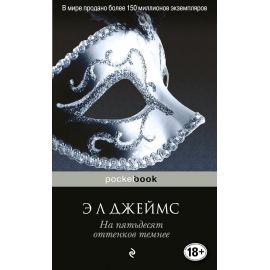 В мире продано более 150 миллионов экземпляров
pocketbook
Э Л ДЖЕЙМС
На пятьдесят
оттенков темнее
18+